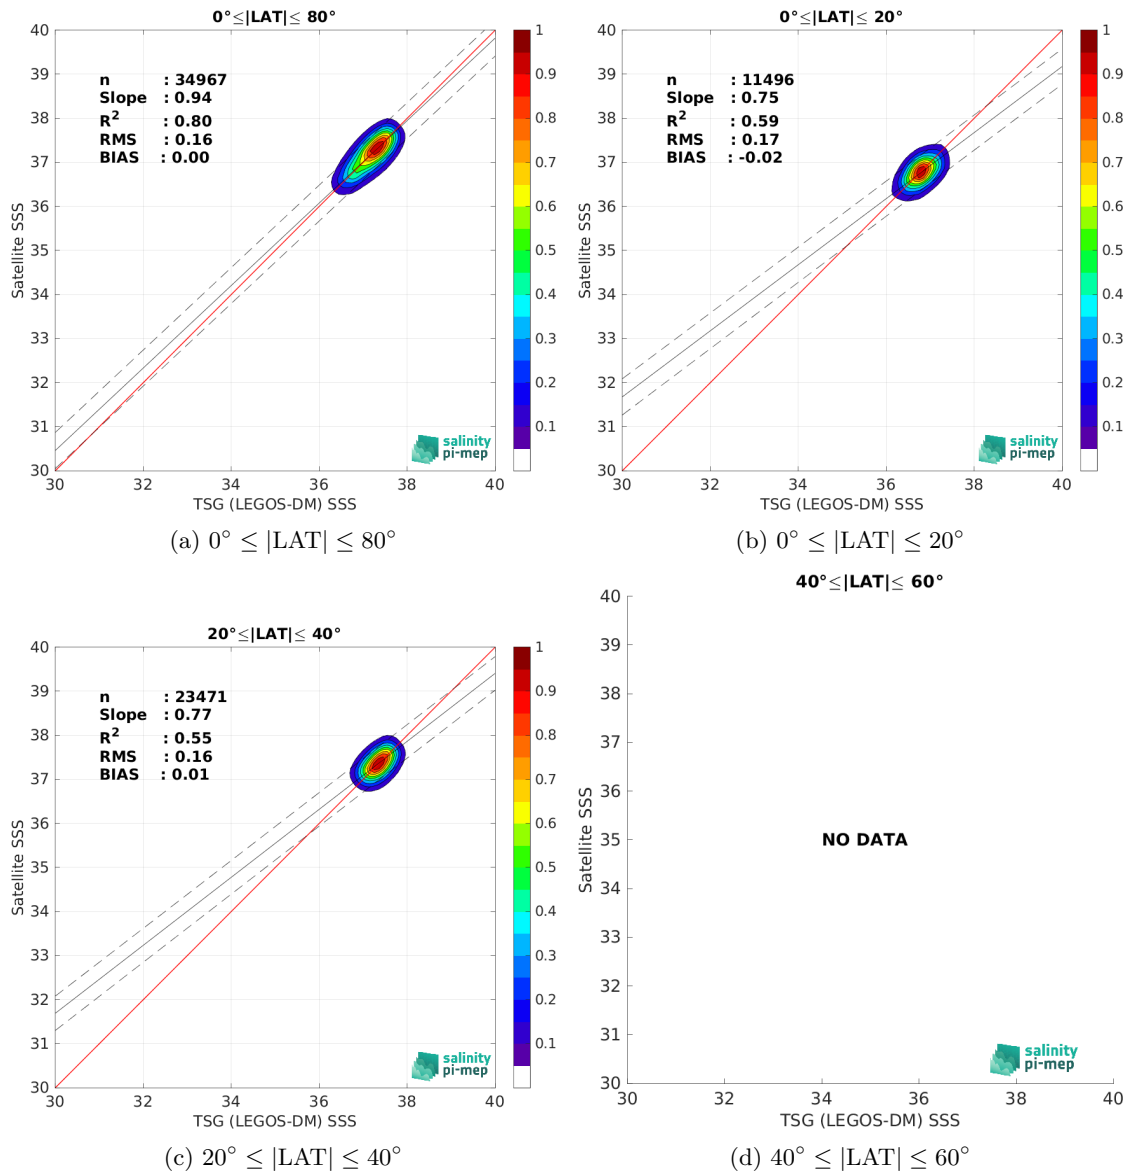 0°≤|LAT|≤ 80°
n : 34967
Slope : 0.94
R² : 0.80
RMS : 0.16
BIAS : 0.00
Satellite SSS
40
39
38
37
36
35
34
33
32
31
30
30 32 34 36 38 40
TSG (LEGOS-DM) SSS
1
0.9
0.8
0.7
0.6
0.5
0.4
0.3
0.2
0.1
salinity
pi-mep
(a) 0° ≤ |LAT| ≤ 80°
0°≤|LAT|≤ 20°
n : 11496
Slope : 0.75
R² : 0.59
RMS : 0.17
BIAS : -0.02
Satellite SSS
40
39
38
37
36
35
34
33
32
31
30
30 32 34 36 38 40
TSG (LEGOS-DM) SSS
1
0.9
0.8
0.7
0.6
0.5
0.4
0.3
0.2
0.1
salinity
pi-mep
(b) 0° ≤ |LAT| ≤ 20°
20°≤|LAT|≤ 40°
n : 23471
Slope : 0.77
R² : 0.55
RMS : 0.16
BIAS : 0.01
Satellite SSS
40
39
38
37
36
35
34
33
32
31
30
30 32 34 36 38 40
TSG (LEGOS-DM) SSS
1
0.9
0.8
0.7
0.6
0.5
0.4
0.3
0.2
0.1
salinity
pi-mep
(c) 20° ≤ |LAT| ≤ 40°
40°≤|LAT|≤ 60°
Satellite SSS
40
39
38
37
36
35
34
33
32
31
30
NO DATA
30 32 34 36 38 40
TSG (LEGOS-DM) SSS
salinity
pi-mep
(d) 40° ≤ |LAT| ≤ 60°